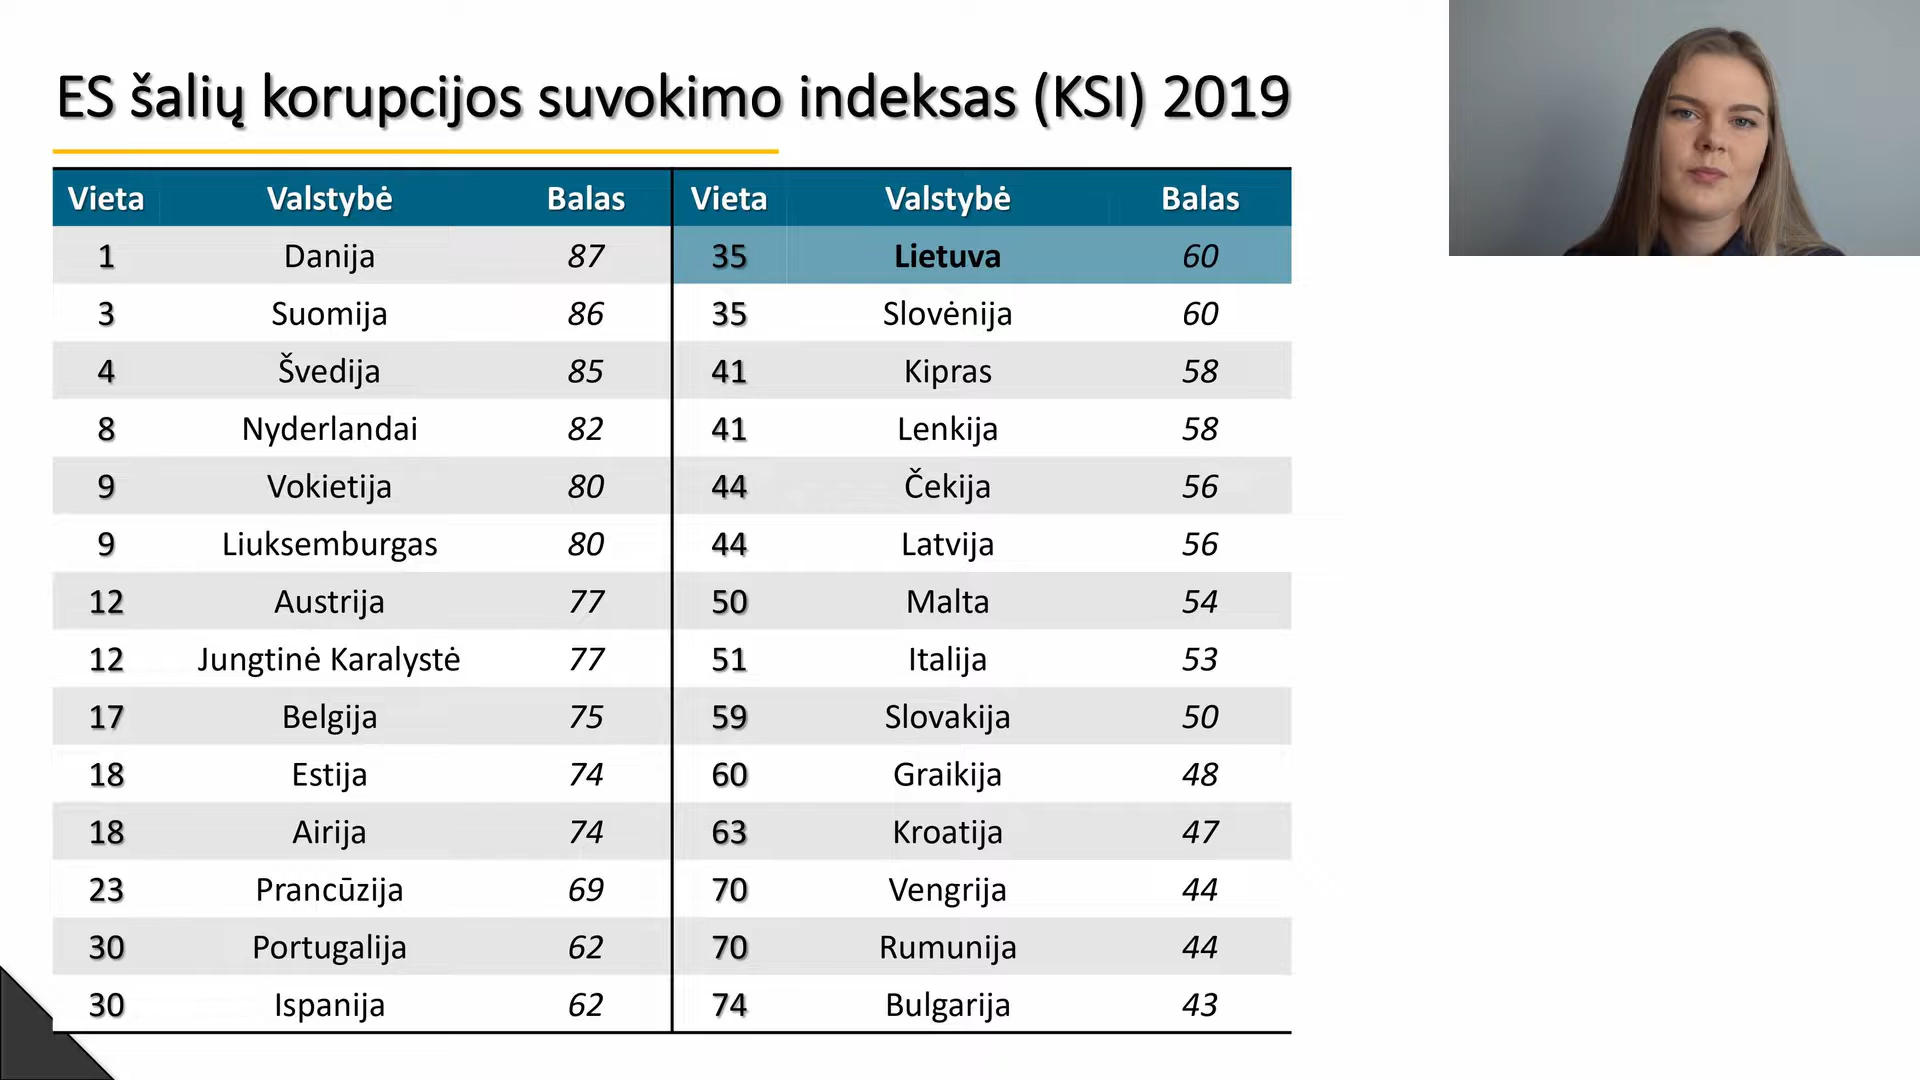 ES šalių korupcijos suvokimo indeksas (KSI) 2019
Vieta Valstybė Balas Vieta Valstybė Balas
1 Danija 87 35 Lietuva 60
3 Suomija 86 35 Slovėnija 60
4 Švedija 85 41 Kipras 58
8 Nyderlandai 82 41 Lenkija 58
9 Vokietija 80 44 Čekija 56
9 Liuksemburgas 80 44 Latvija 56
12 Austrija 77 50 Malta 54
12 Jungtinė Karalystė 77 51 Italija 53
17 Belgija 75 59 Slovakija 50
18 Estija 74 60 Graikija 48
18 Airija 74 63 Kroatija 47
23 Prancūzija 69 70 Vengrija 44
30 Portugalija 62 70 Rumunija 44
30 Ispanija 62 74 Bulgarija 43